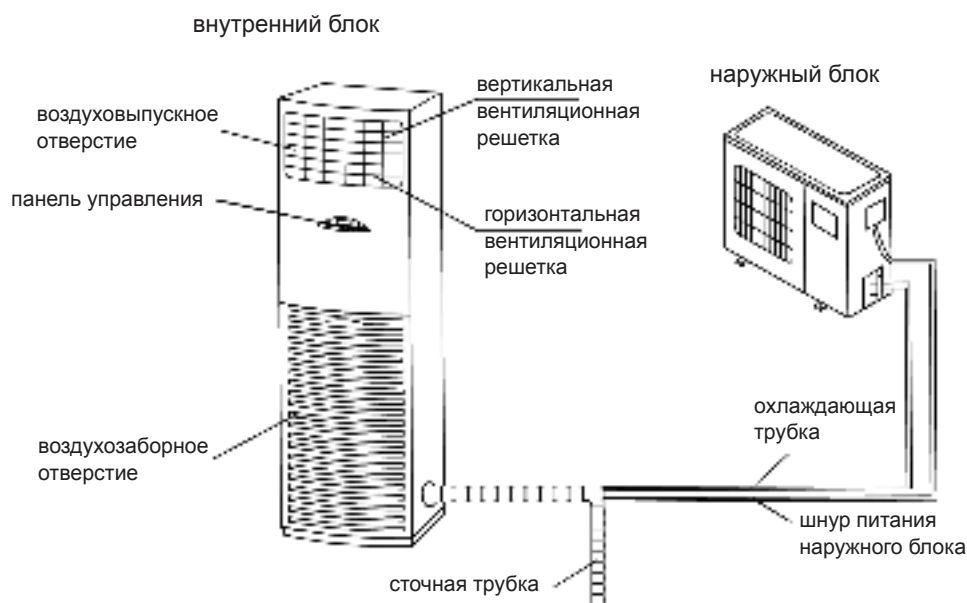 внутренний блок
наружный блок
воздуховыпускное
отверстие
вертикальная
вентиляционная
решетка
панель управления
горизонтальная
вентиляционная
решетка
воздухозаборное
отверстие
охлаждающая
трубка
шнур питания
наружного блока
сточная трубка